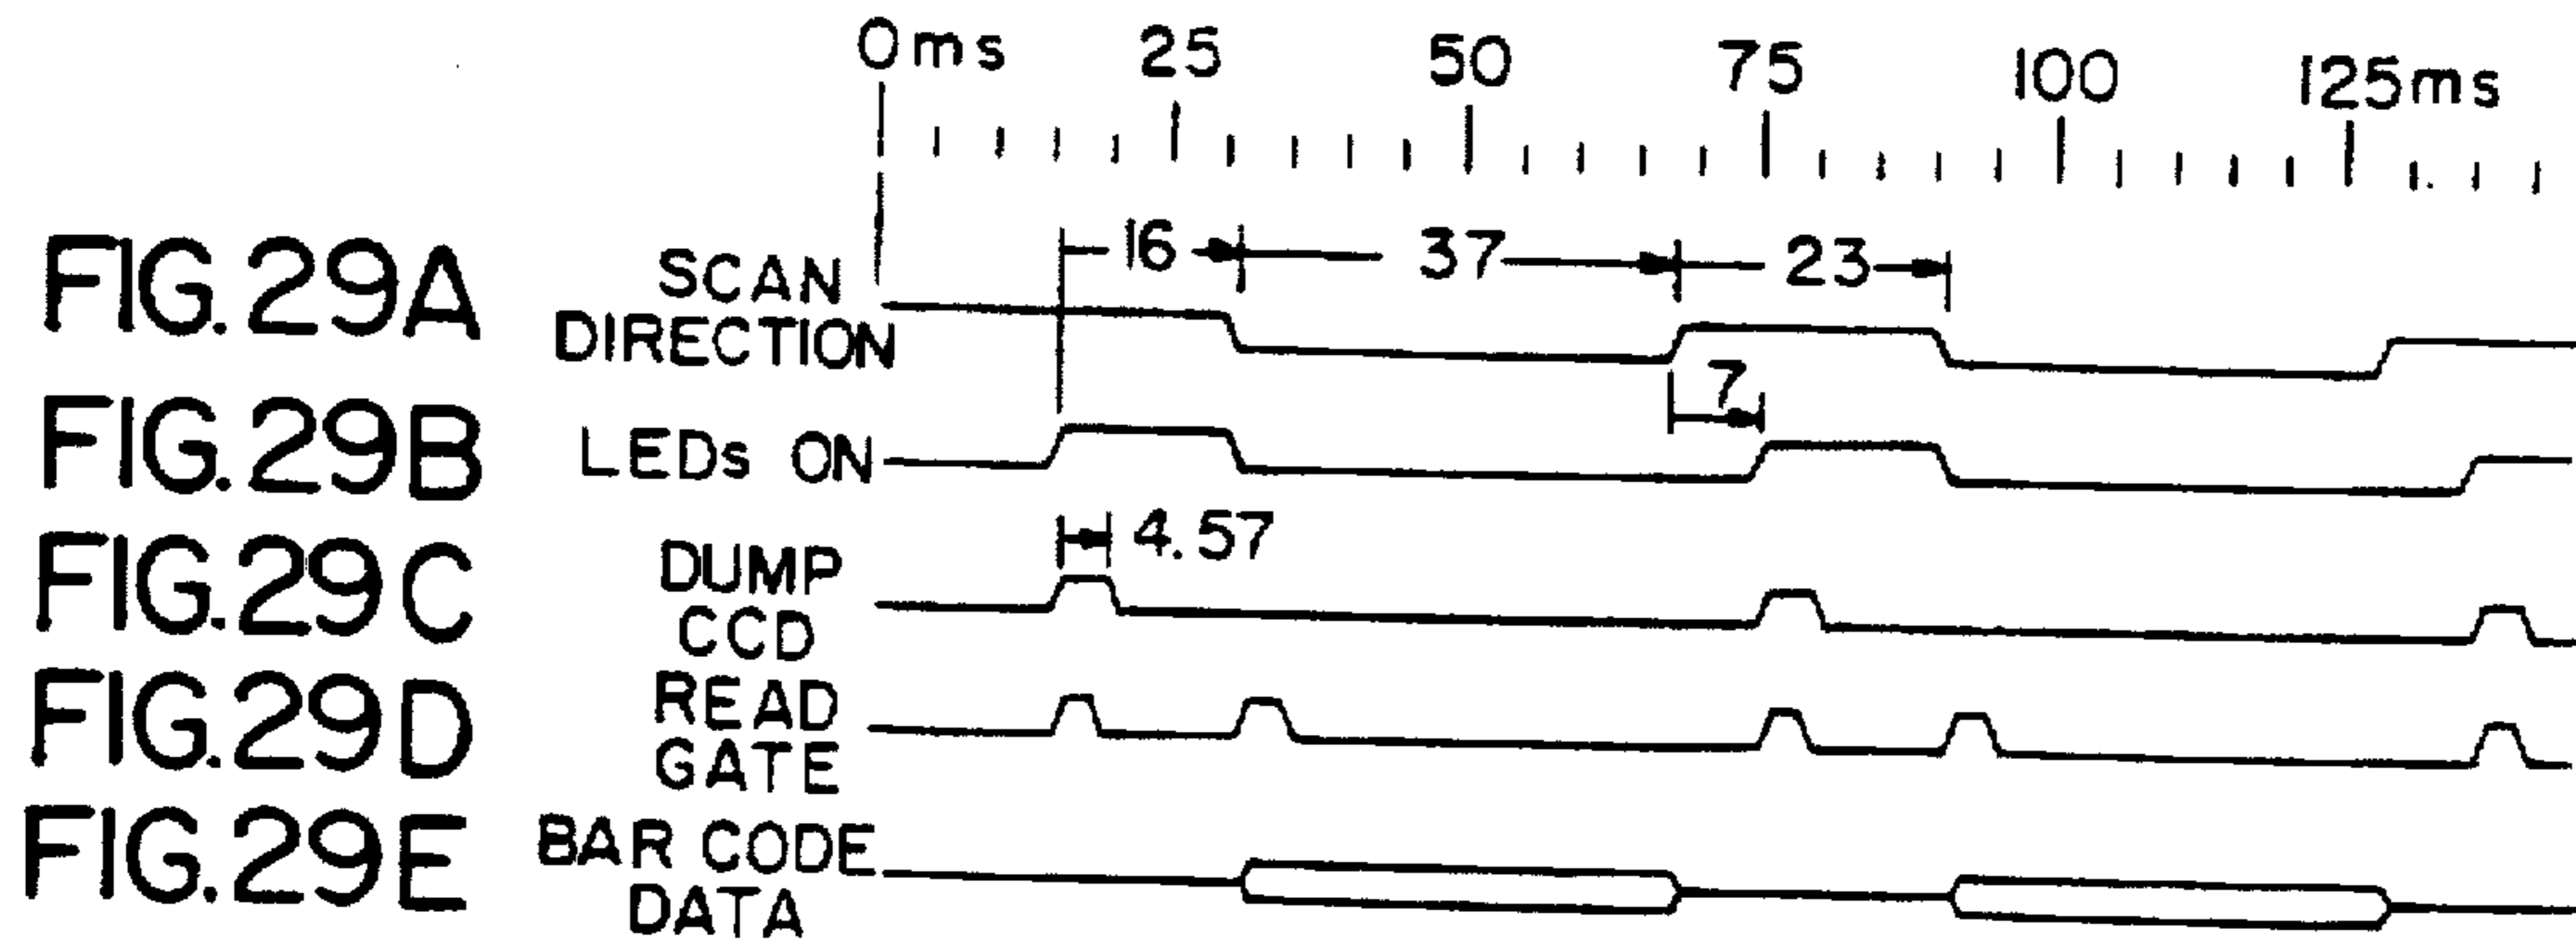 0ms 25 50 75 100 125ms
16 37 23
FIG. 29A SCAN
DIRECTION
7
FIG. 29B LEDs ON
4.57
FIG. 29C DUMP
CCD
FIG. 29D READ
GATE
FIG. 29E BAR CODE
DATA